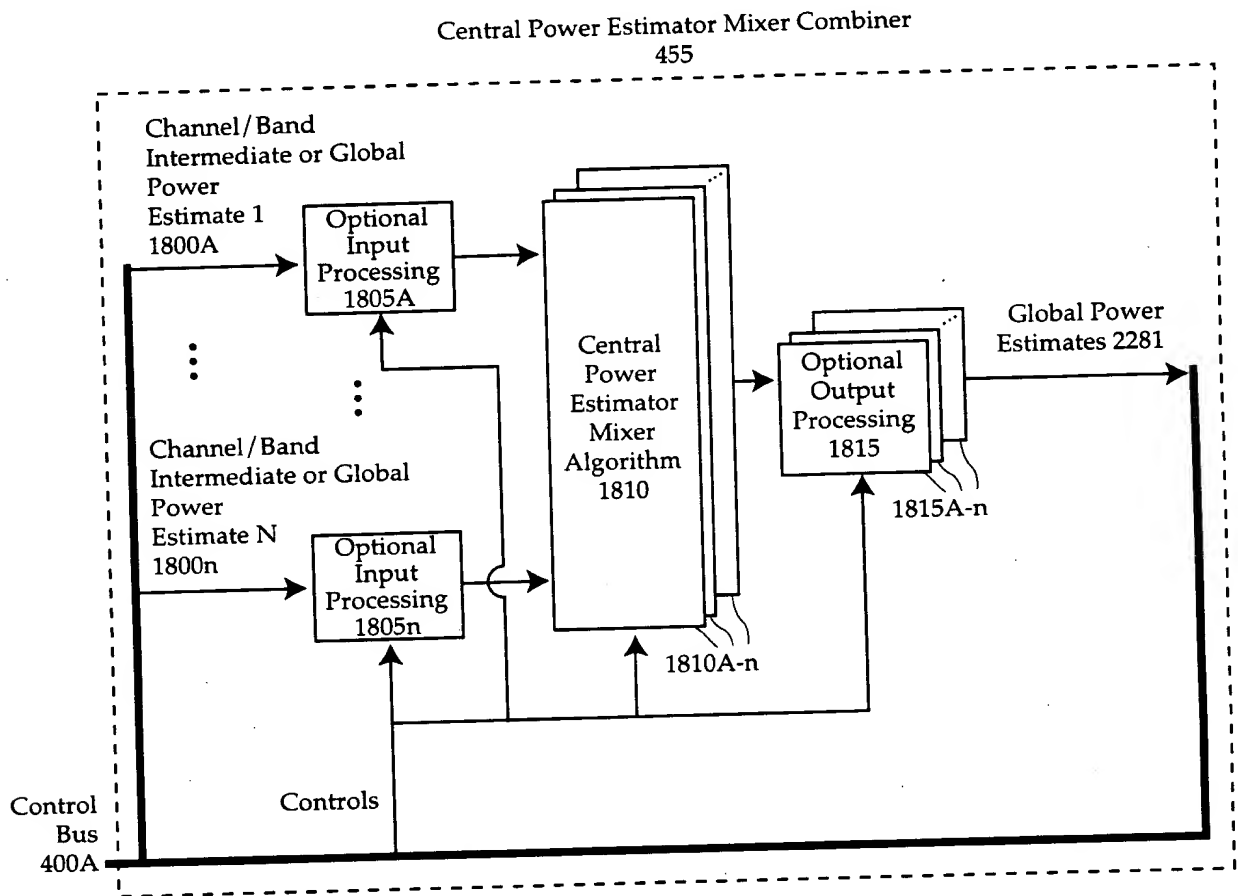 Central Power Estimator Mixer Combiner
455
Channel/Band
Intermediate or Global
Power
Estimate 1
1800A
Optional
Input
Processing
1805A
Central
Power
Estimator
Mixer
Algorithm
1810
Optional
Output
Processing
1815
Global Power
Estimates 2281
1815A-n
Channel/Band
Intermediate or Global
Power
Estimate N
1800n
Optional
Input
Processing
1805n
1810A-n
Controls
Control
Bus
400A